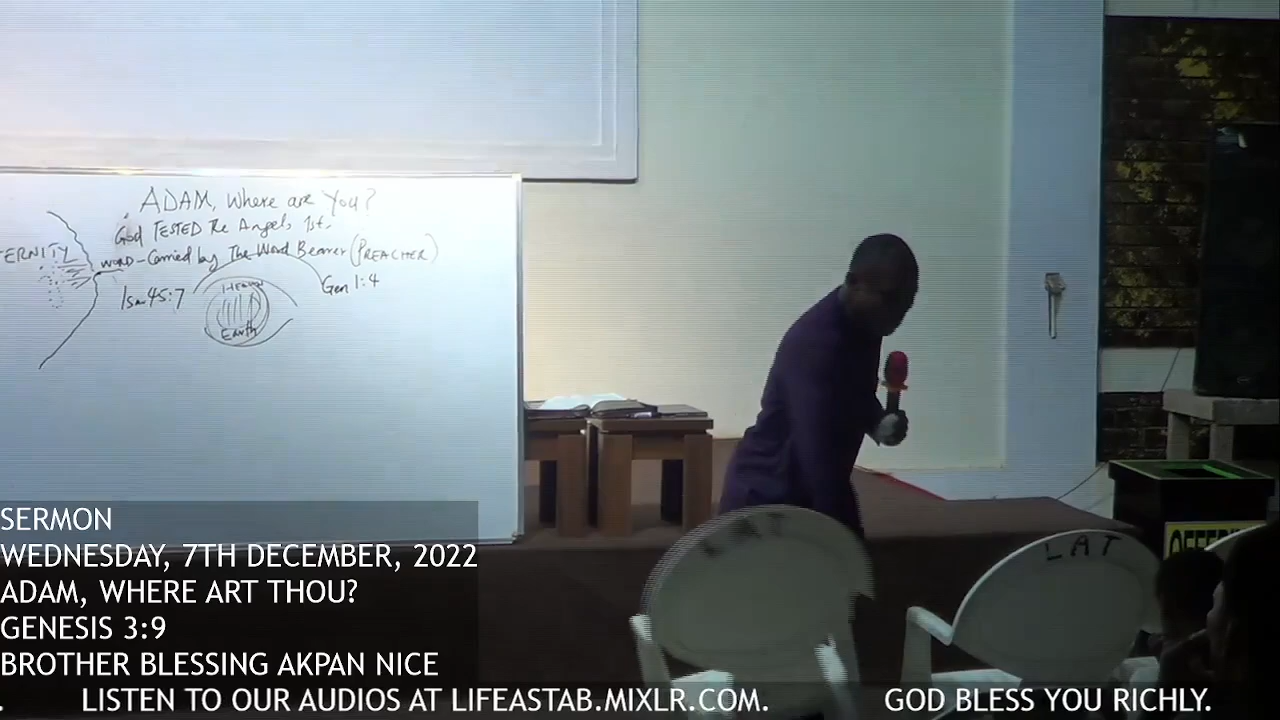 ADAM, Where are You?
God TESTED The Angels 1st.
ETERNITY
WORD - Carried by The Word Bearer (PREACHER)
Isa 45:7
Gen 1:4
HEAVEN
Earth
LAT
SERMON
WEDNESDAY, 7TH DECEMBER, 2022
ADAM, WHERE ART THOU?
GENESIS 3:9
BROTHER BLESSING AKPAN NICE
. LISTEN TO OUR AUDIOS AT LIFEASTAB.MIXLR.COM. GOD BLESS YOU RICHLY.